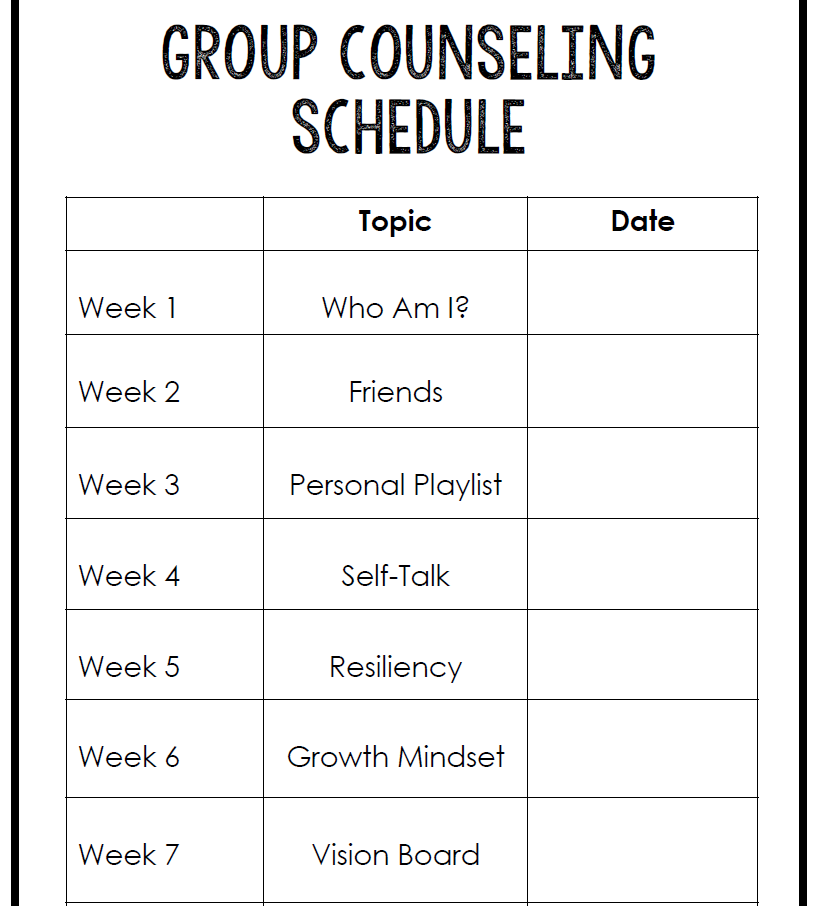 GROUP COUNSELING
SCHEDULE
Topic Date
Week 1 Who Am I?
Week 2 Friends
Week 3 Personal Playlist
Week 4 Self-Talk
Week 5 Resiliency
Week 6 Growth Mindset
Week 7 Vision Board